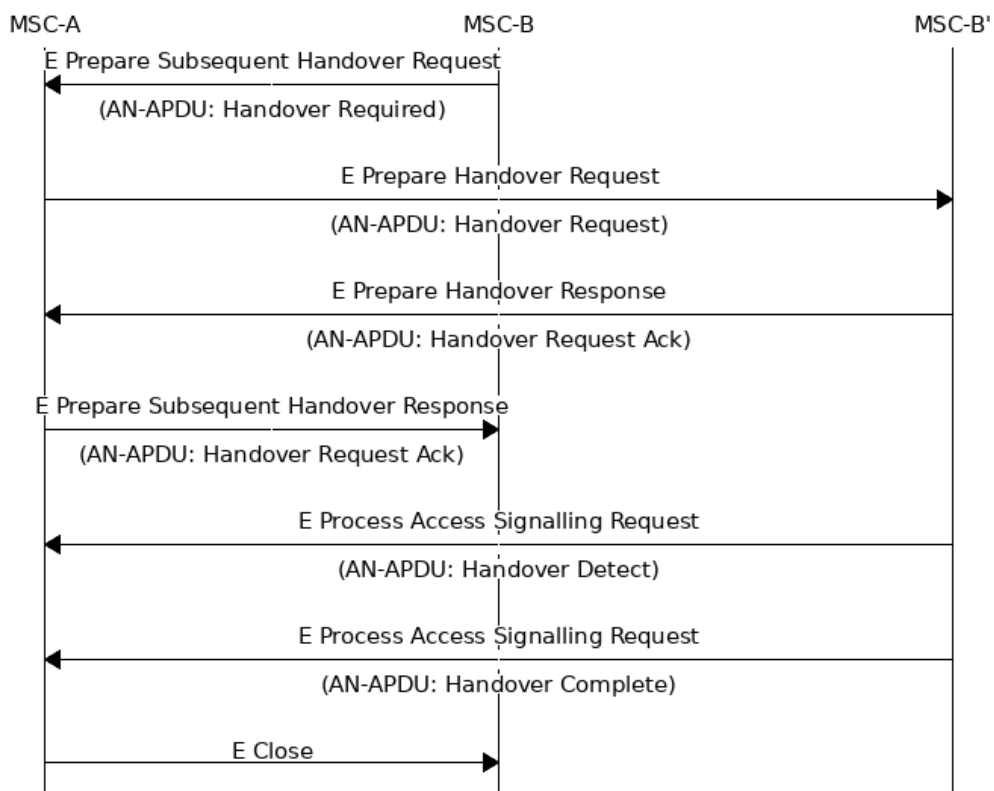 MSC-A MSC-B MSC-B'
E Prepare Subsequent Handover Request
(AN-APDU: Handover Required)
E Prepare Handover Request
(AN-APDU: Handover Request)
E Prepare Handover Response
(AN-APDU: Handover Request Ack)
E Prepare Subsequent Handover Response
(AN-APDU: Handover Request Ack)
E Process Access Signalling Request
(AN-APDU: Handover Detect)
E Process Access Signalling Request
(AN-APDU: Handover Complete)
E Close